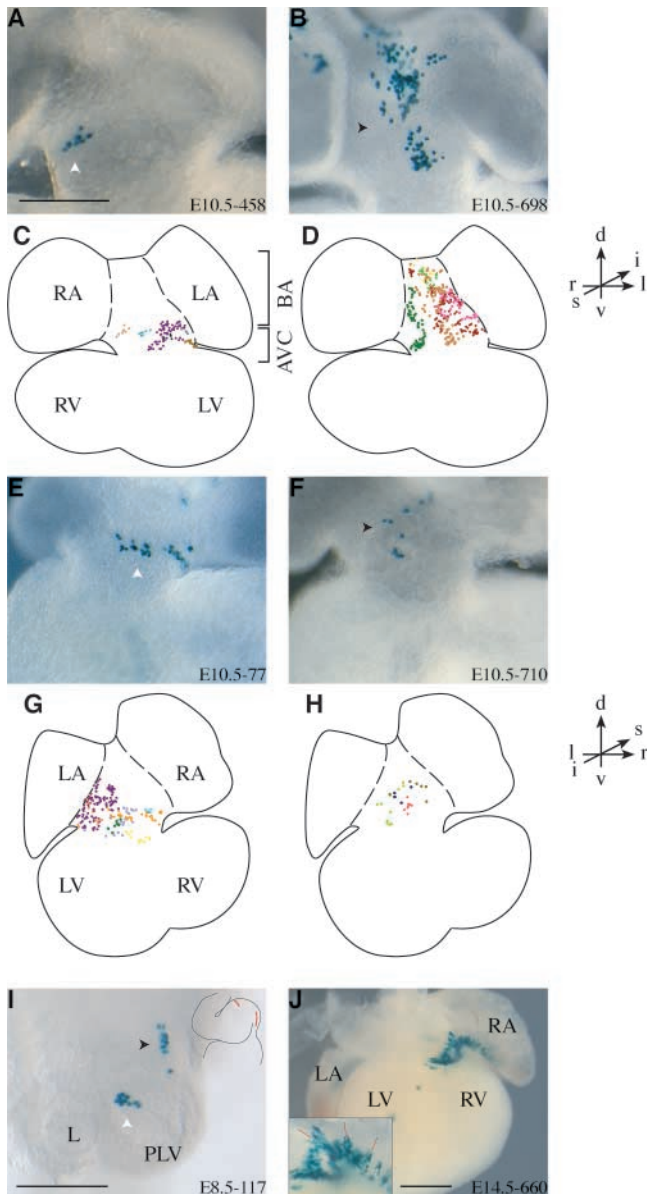 A
B
E10.5-458
E10.5-698
C
D
RA
LA
BA
AVC
RV
LV
d
i
r
l
s
v
E
F
E10.5-77
E10.5-710
G
H
LA
RA
LV
RV
d
s
l
r
i
v
I
J
RA
LA
LV
RV
L
PLV
E8.5-117
E14.5-660